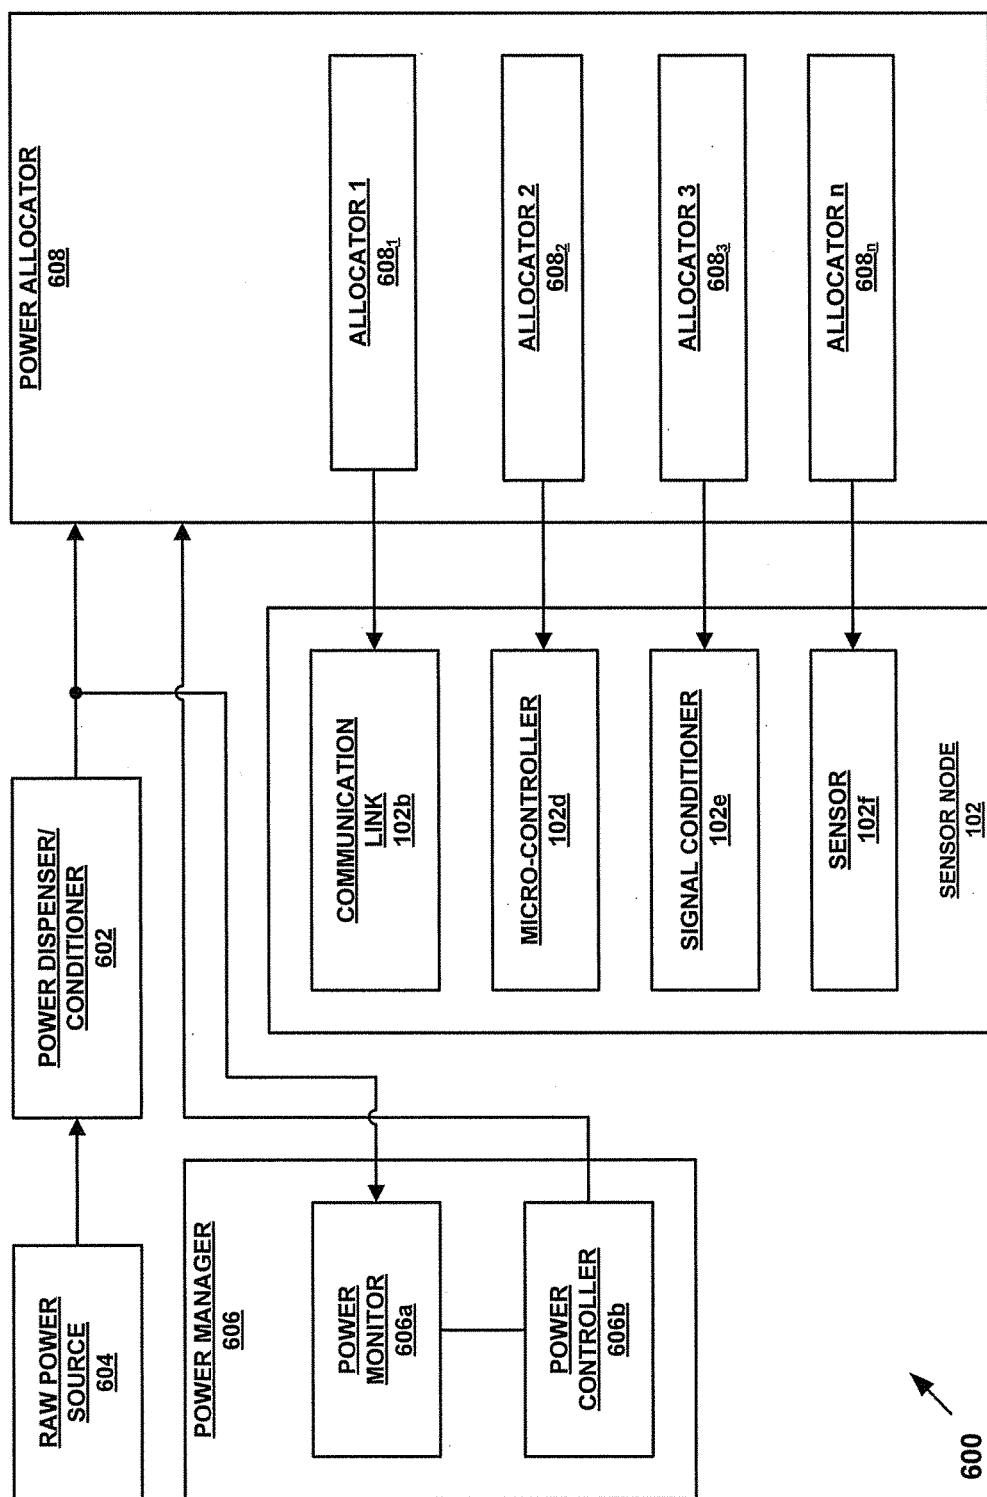 RAW POWER
SOURCE
604
POWER DISPENSER/
CONDITIONER
602
POWER ALLOCATOR
608
POWER MANAGER
606
POWER
MONITOR
606a
POWER
CONTROLLER
606b
COMMUNICATION
LINK
102b
MICRO-CONTROLLER
102d
SIGNAL CONDITIONER
102e
SENSOR
102f
SENSOR NODE
102
ALLOCATOR 1
608₁
ALLOCATOR 2
608₂
ALLOCATOR 3
608₃
ALLOCATOR n
608ₙ
600